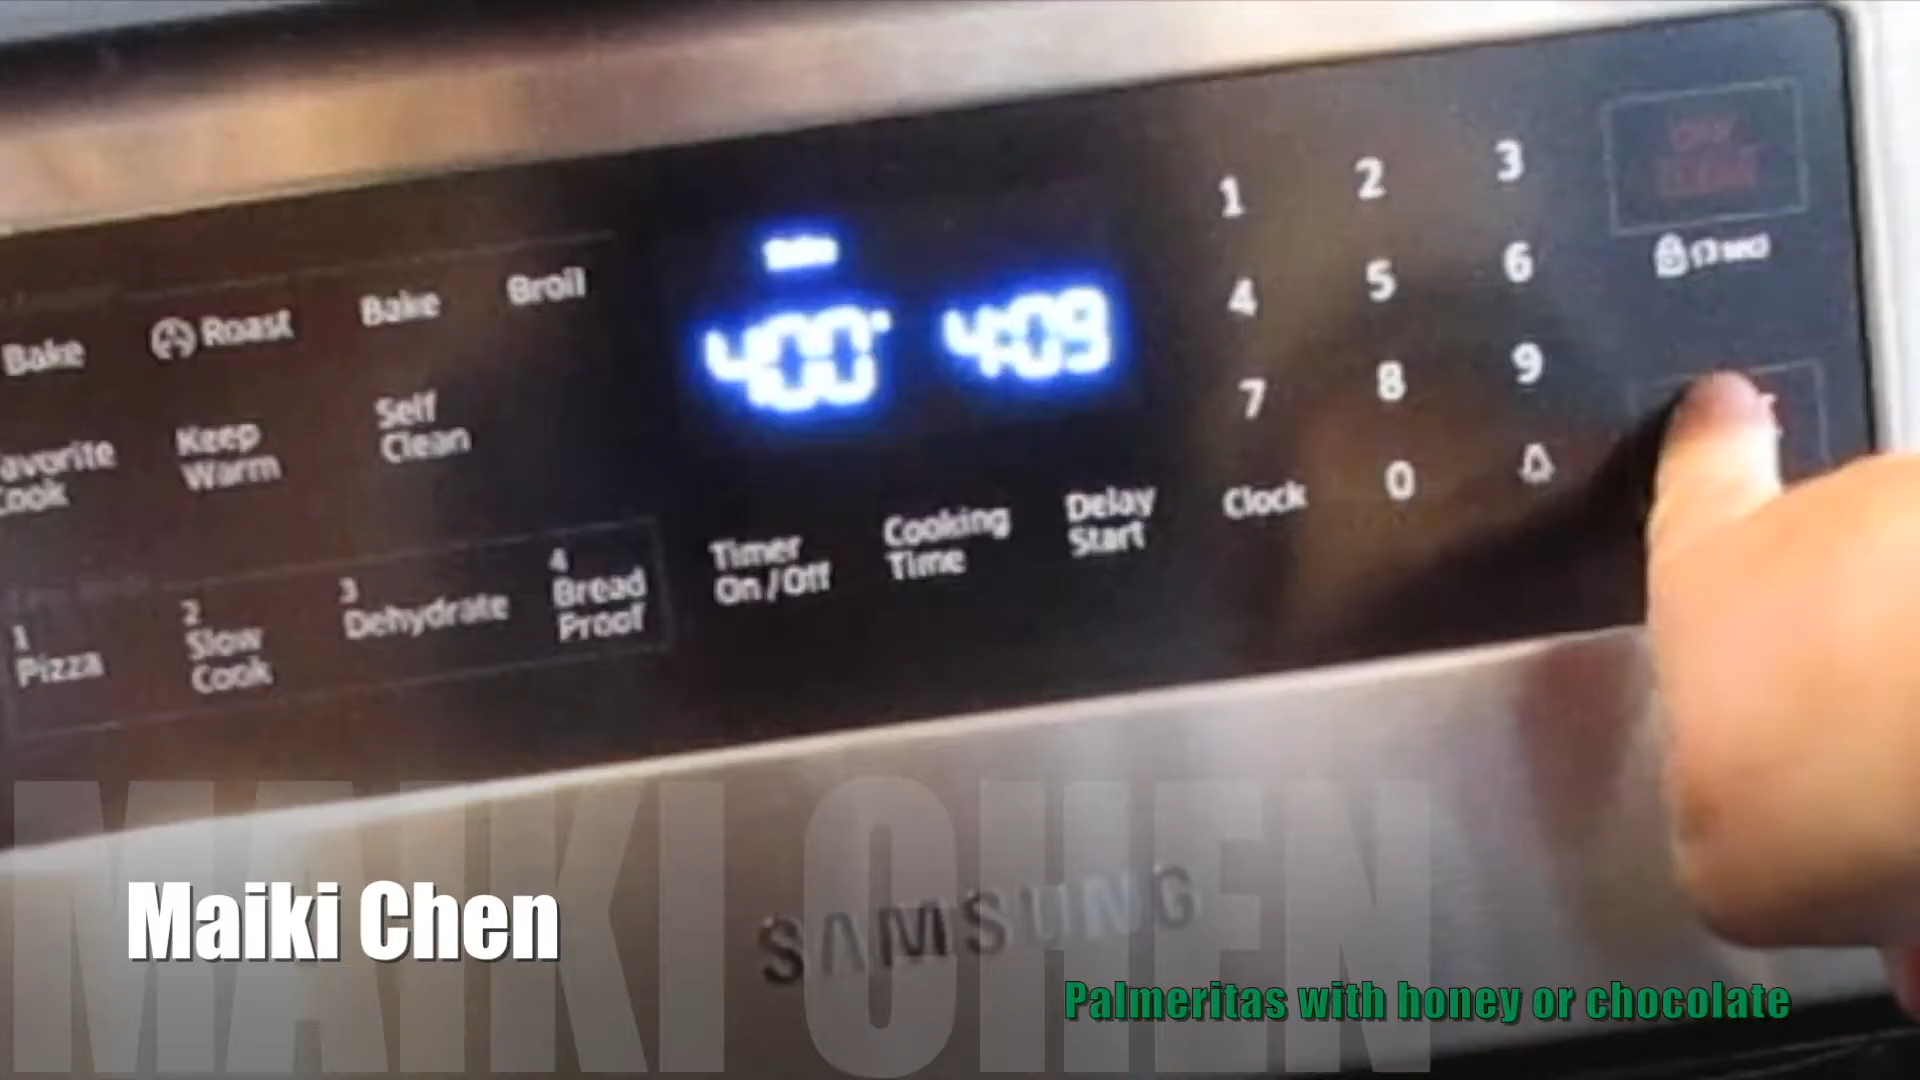 Bake
Roast
Bake
Broil
Keep
Warm
Self
Clean
1
Pizza
2
Slow
Cook
3
Dehydrate
4
Bread
Proof
400°
4:09
Timer
On/Off
Cooking
Time
Delay
Start
1 2 3
4 5 6
7 8 9
Clock 0
SAMSUNG
MAIKI CHEN
Maiki Chen
Palmeritas with honey or chocolate